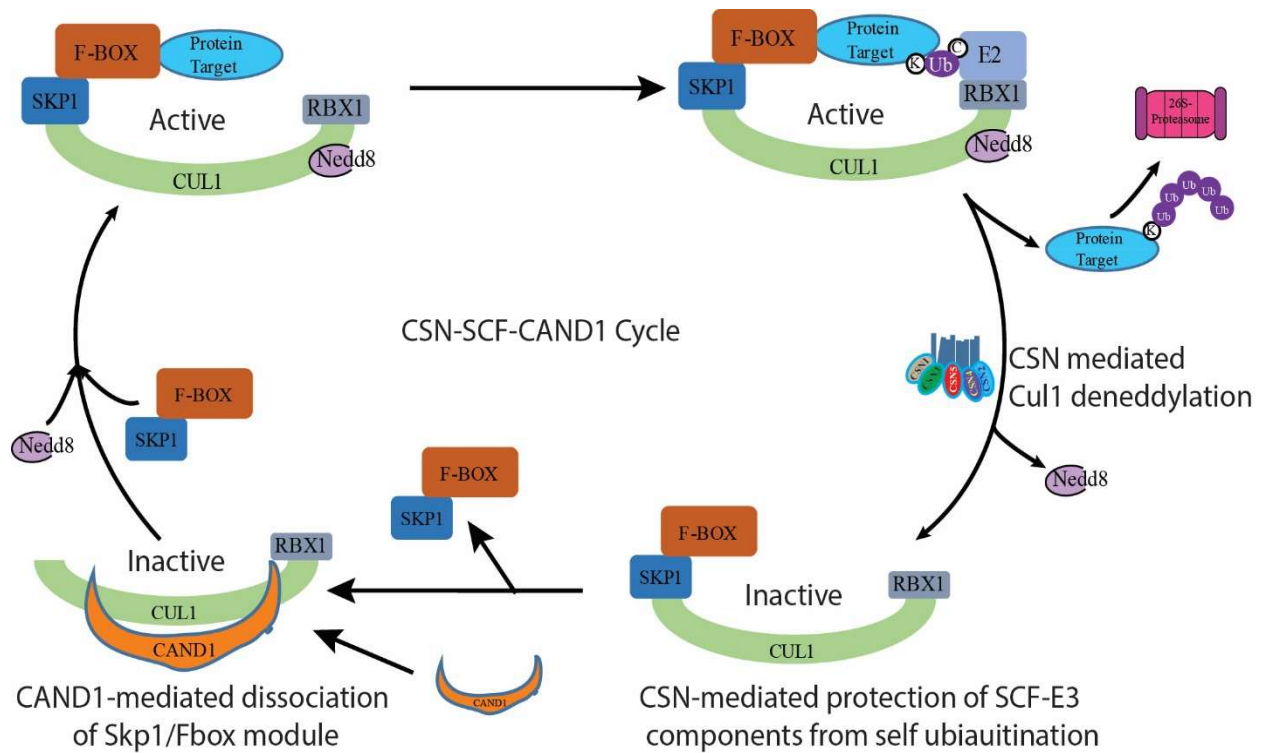 F-BOX
Protein
Target
SKP1
Active
RBX1
Nedd8
CUL1
F-BOX
Protein
Target
K
Ub
C
E2
SKP1
Active
RBX1
Nedd8
CUL1
26S-
Proteasome
Ub
Ub
Ub
Ub
Ub
K
Protein
Target
CSN-SCF-CAND1 Cycle
CSN mediated
Cul1 deneddylation
Nedd8
F-BOX
SKP1
Nedd8
F-BOX
SKP1
Inactive
RBX1
CUL1
CAND1
CAND1
F-BOX
SKP1
Inactive
RBX1
CUL1
CAND1-mediated dissociation
of Skp1/Fbox module
CSN-mediated protection of SCF-E3
components from self ubiauitination